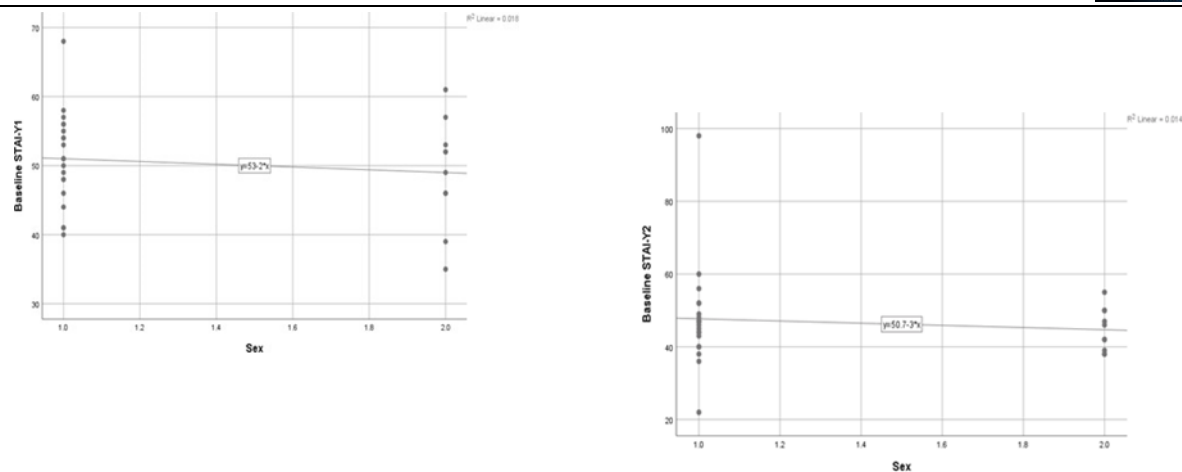 R² Linear = 0.018
Baseline STAI-Y1
70
60
50
40
30
y=53-2*x
1.0
1.2
1.4
1.6
1.8
2.0
Sex
R² Linear = 0.014
Baseline STAI-Y2
100
80
60
40
20
y=50.7-3*x
1.0
1.2
1.4
1.6
1.8
2.0
Sex